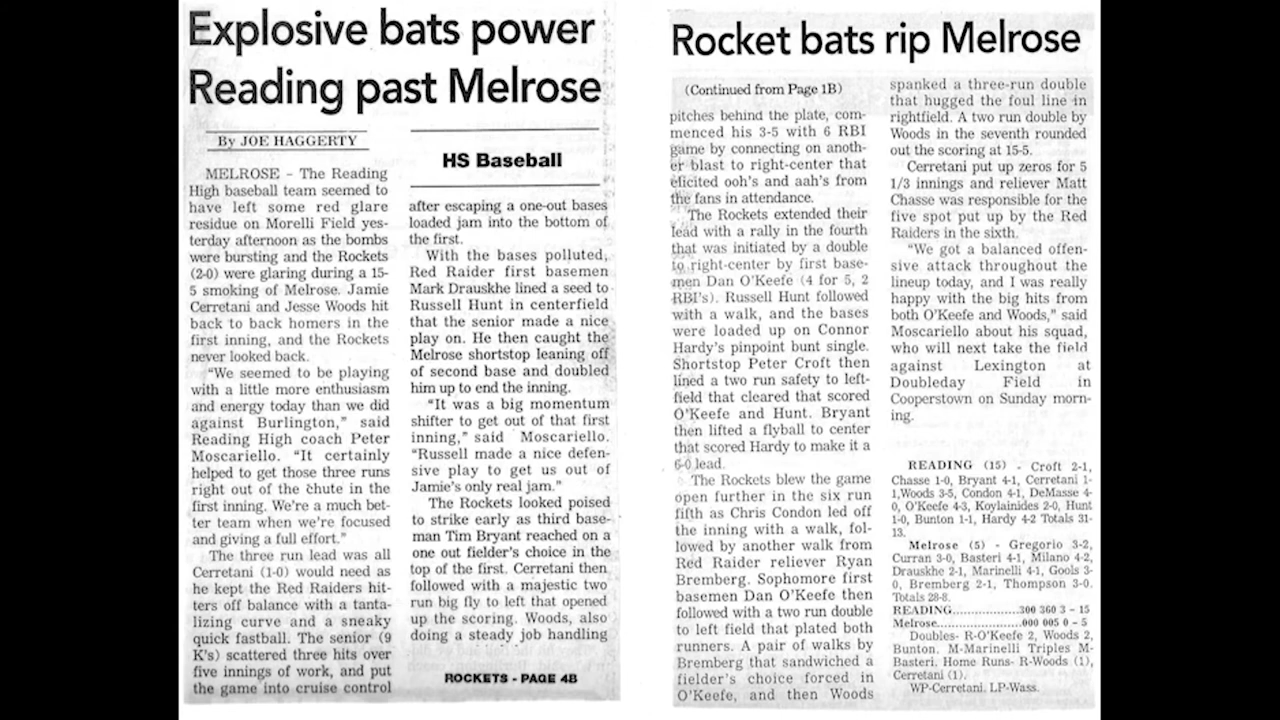 Explosive bats power
Reading past Melrose
By JOE HAGGERTY
MELROSE – The Reading
High baseball team seemed to
have left some red glare
residue on Morelli Field yes-
terday afternoon as the bombs
were bursting and the Rockets
(2-0) were glaring during a 15-
5 smoking of Melrose. Jamie
Cerretani and Jesse Woods hit
back to back homers in the
first inning, and the Rockets
never looked back.
"We seemed to be playing
with a little more enthusiasm
and energy today than we did
against Burlington," said
Reading High coach Peter
Moscariello. "It certainly
helped to get those three runs
right out of the chute in the
first inning. We're a much bet-
ter team when we're focused
and giving a full effort."
The three run lead was all
Cerretani (1-0) would need as
he kept the Red Raiders hit-
ters off balance with a tanta-
lizing curve and a sneaky
quick fastball. The senior (9
K's) scattered three hits over
five innings of work, and put
the game into cruise control
HS Baseball
after escaping a one-out bases
loaded jam into the bottom of
the first.
With the bases polluted,
Red Raider first basemen
Mark Drauskhe lined a seed to
Russell Hunt in centerfield
that the senior made a nice
play on. He then caught the
Melrose shortstop leaning off
of second base and doubled
him up to end the inning.
"It was a big momentum
shifter to get out of that first
inning," said Moscariello.
"Russell made a nice defen-
sive play to get us out of
Jamie's only real jam."
The Rockets looked poised
to strike early as third base-
man Tim Bryant reached on a
one out fielder's choice in the
top of the first. Cerretani then
followed with a majestic two
run big fly to left that opened
up the scoring. Woods, also
doing a steady job handling
ROCKETS - PAGE 4B
Rocket bats rip Melrose
(Continued from Page 1B)
pitches behind the plate, com-
menced his 3-5 with 6 RBI
game by connecting on anoth-
er blast to right-center that
elicited ooh's and aah's from
the fans in attendance.
The Rockets extended their
lead with a rally in the fourth
that was initiated by a double
to right-center by first base-
men Dan O'Keefe (4 for 5, 2
RBI's). Russell Hunt followed
with a walk, and the bases
were loaded up on Connor
Hardy's pinpoint bunt single.
Shortstop Peter Croft then
lined a two run safety to left-
field that cleared that scored
O'Keefe and Hunt. Bryant
then lifted a flyball to center
that scored Hardy to make it a
6-0 lead.
The Rockets blew the game
open further in the six run
fifth as Chris Condon led off
the inning with a walk, fol-
lowed by another walk from
Red Raider reliever Ryan
Bremberg. Sophomore first
basemen Dan O'Keefe then
followed with a two run double
to left field that plated both
runners. A pair of walks by
Bremberg that sandwiched a
fielder's choice forced in
O'Keefe, and then Woods
spanked a three-run double
that hugged the foul line in
rightfield. A two run double by
Woods in the seventh rounded
out the scoring at 15-5.
Cerretani put up zeros for 5
1/3 innings and reliever Matt
Chasse was responsible for the
five spot put up by the Red
Raiders in the sixth.
"We got a balanced offen-
sive attack throughout the
lineup today, and I was really
happy with the big hits from
both O'Keefe and Woods," said
Moscariello about his squad,
who will next take the field
against Lexington at
Doubleday Field in
Cooperstown on Sunday morn-
ing.
READING (15) - Croft 2-1,
Chasse 1-0, Bryant 4-1, Cerretani 1-
1,Woods 3-5, Condon 4-1, DeMasse 4-
0, O'Keefe 4-3, Koylainides 2-0, Hunt
1-0, Bunton 1-1, Hardy 4-2 Totals 31-
13.
Melrose (5) - Gregorio 3-2,
Curran 3-0, Basteri 4-1, Milano 4-2,
Drauskhe 2-1, Marinelli 4-1, Gools 3-
0, Bremberg 2-1, Thompson 3-0.
Totals 28-8.
READING....................300 360 3 – 15
Melrose.......................000 005 0 – 5
Doubles- R-O'Keefe 2, Woods 2,
Bunton. M-Marinelli Triples M-
Basteri. Home Runs- R-Woods (1),
Cerretani (1).
WP-Cerretani. LP-Wass.